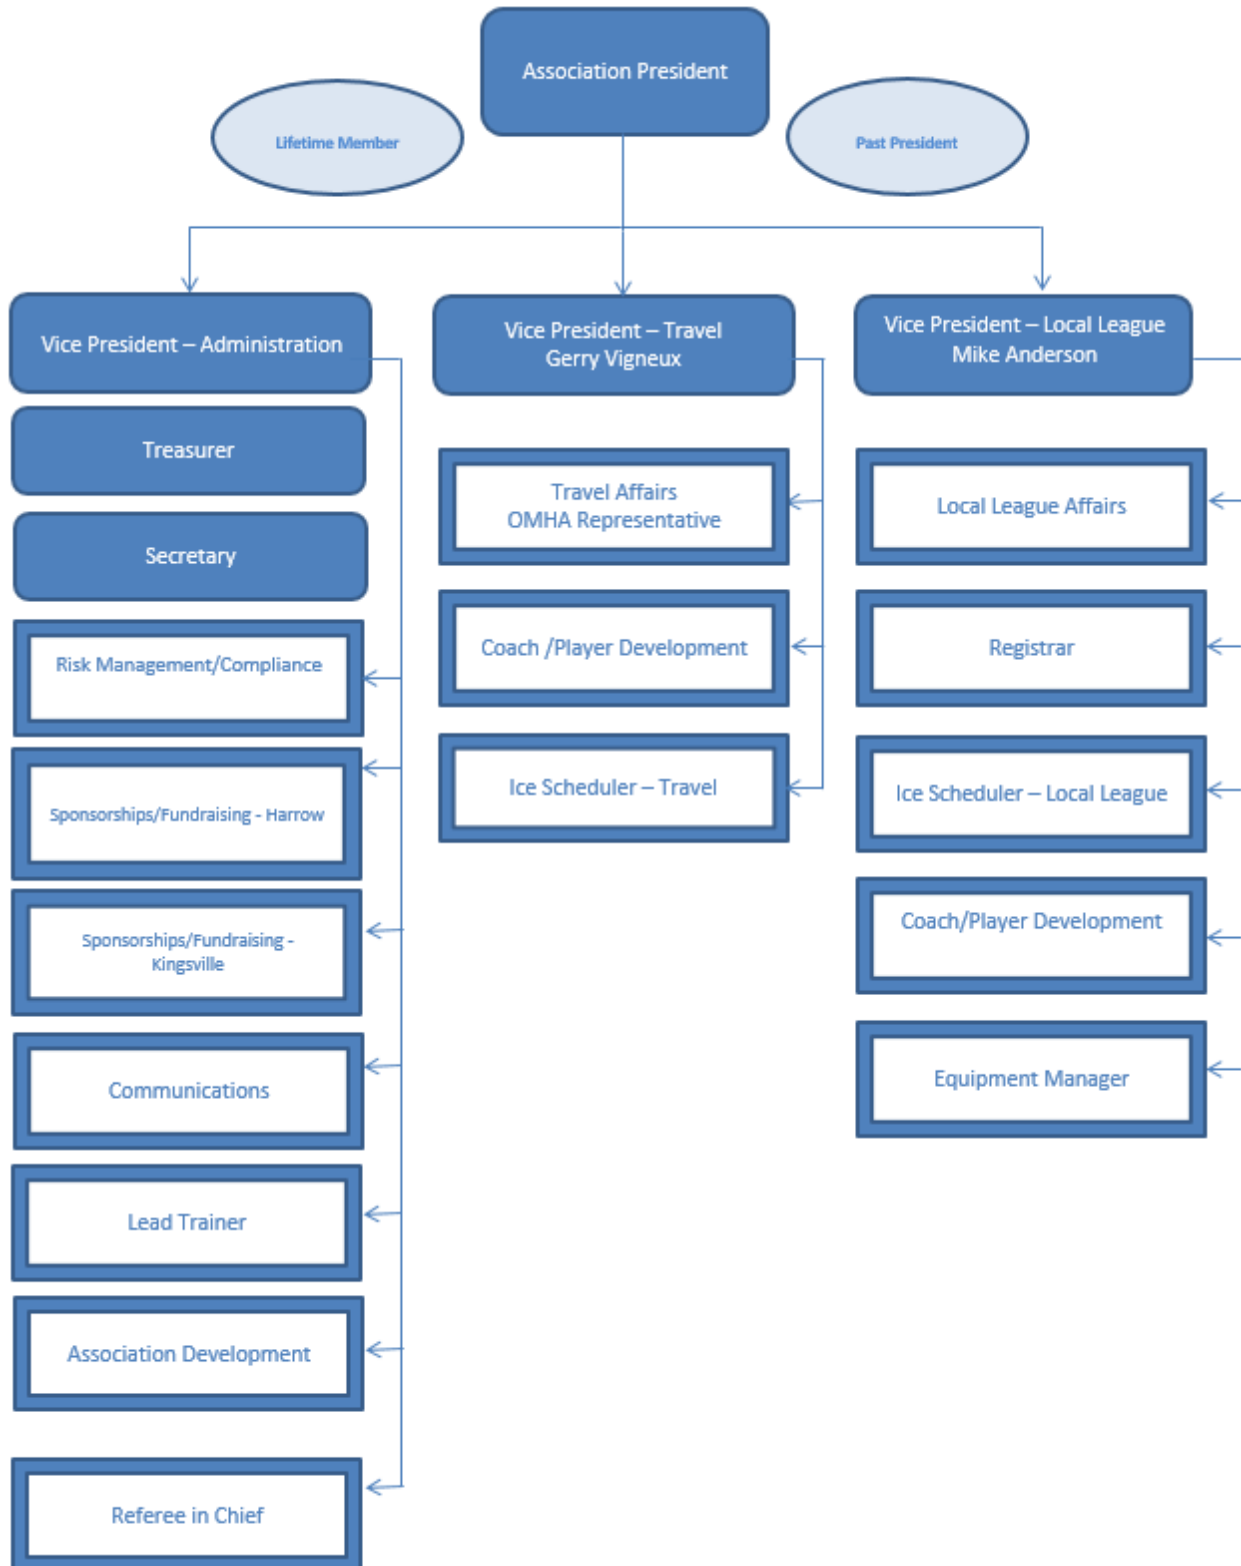 Association President
Lifetime Member
Past President
Vice President – Administration
Treasurer
Secretary
Risk Management/Compliance
Sponsorships/Fundraising - Harrow
Sponsorships/Fundraising -
Kingsville
Communications
Lead Trainer
Association Development
Referee in Chief
Vice President – Travel
Gerry Vigneux
Travel Affairs
OMHA Representative
Coach /Player Development
Ice Scheduler – Travel
Vice President – Local League
Mike Anderson
Local League Affairs
Registrar
Ice Scheduler – Local League
Coach/Player Development
Equipment Manager